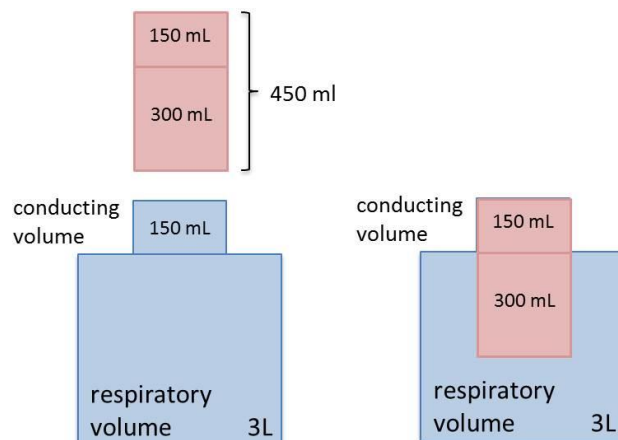 150 mL
300 mL
450 ml
conducting
volume
150 mL
respiratory
volume
3L
conducting
volume
150 mL
300 mL
respiratory
volume
3L